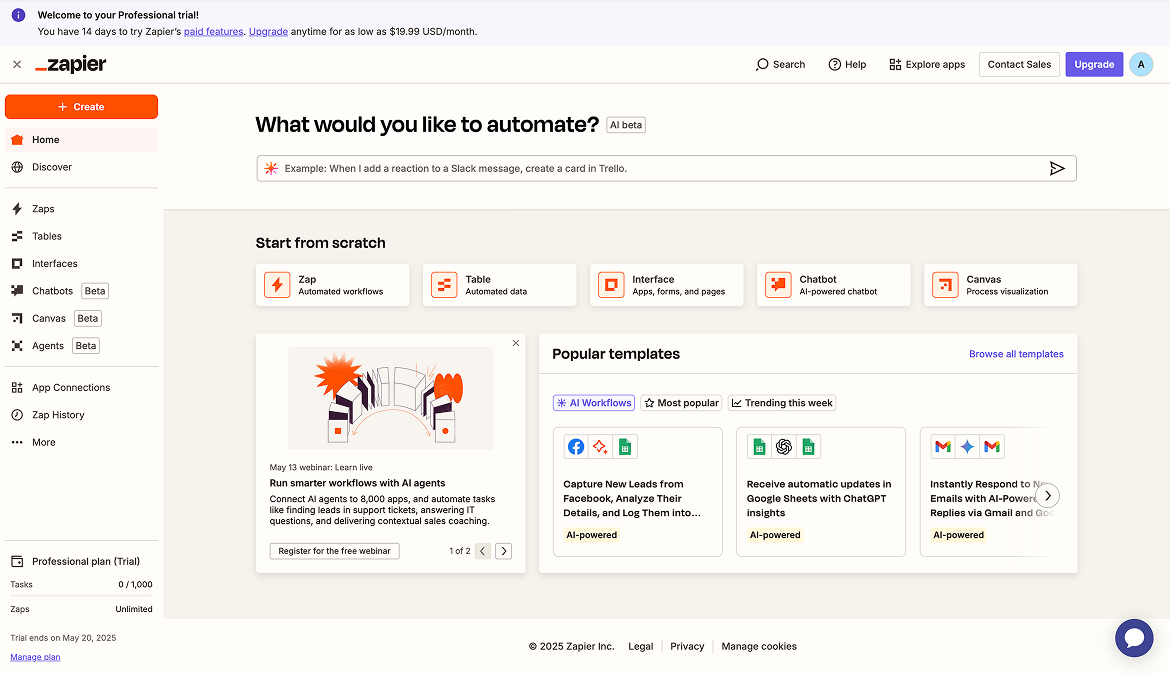 Welcome to your Professional trial!
You have 14 days to try Zapier's paid features. Upgrade anytime for as low as $19.99 USD/month.
zapier
Search
Help
Explore apps
Contact Sales
Upgrade
A
Create
Home
Discover
Zaps
Tables
Interfaces
Chatbots Beta
Canvas Beta
Agents Beta
App Connections
Zap History
More
Professional plan (Trial)
Tasks 0 / 1,000
Zaps Unlimited
Trial ends on May 20, 2025
Manage plan
What would you like to automate? AI beta
Example: When I add a reaction to a Slack message, create a card in Trello.
Start from scratch
Zap
Automated workflows
Table
Automated data
Interface
Apps, forms, and pages
Chatbot
AI-powered chatbot
Canvas
Process visualization
May 13 webinar: Learn live
Run smarter workflows with AI agents
Connect AI agents to 8,000 apps, and automate tasks
like finding leads in support tickets, answering IT
questions, and delivering contextual sales coaching.
Register for the free webinar
1 of 2
Popular templates
Browse all templates
AI Workflows
Most popular
Trending this week
Capture New Leads from
Facebook, Analyze Their
Details, and Log Them into...
AI-powered
Receive automatic updates in
Google Sheets with ChatGPT
insights
AI-powered
Instantly Respond to
Emails with
Replies via Gmail and
AI-powered
© 2025 Zapier Inc.
Legal
Privacy
Manage cookies